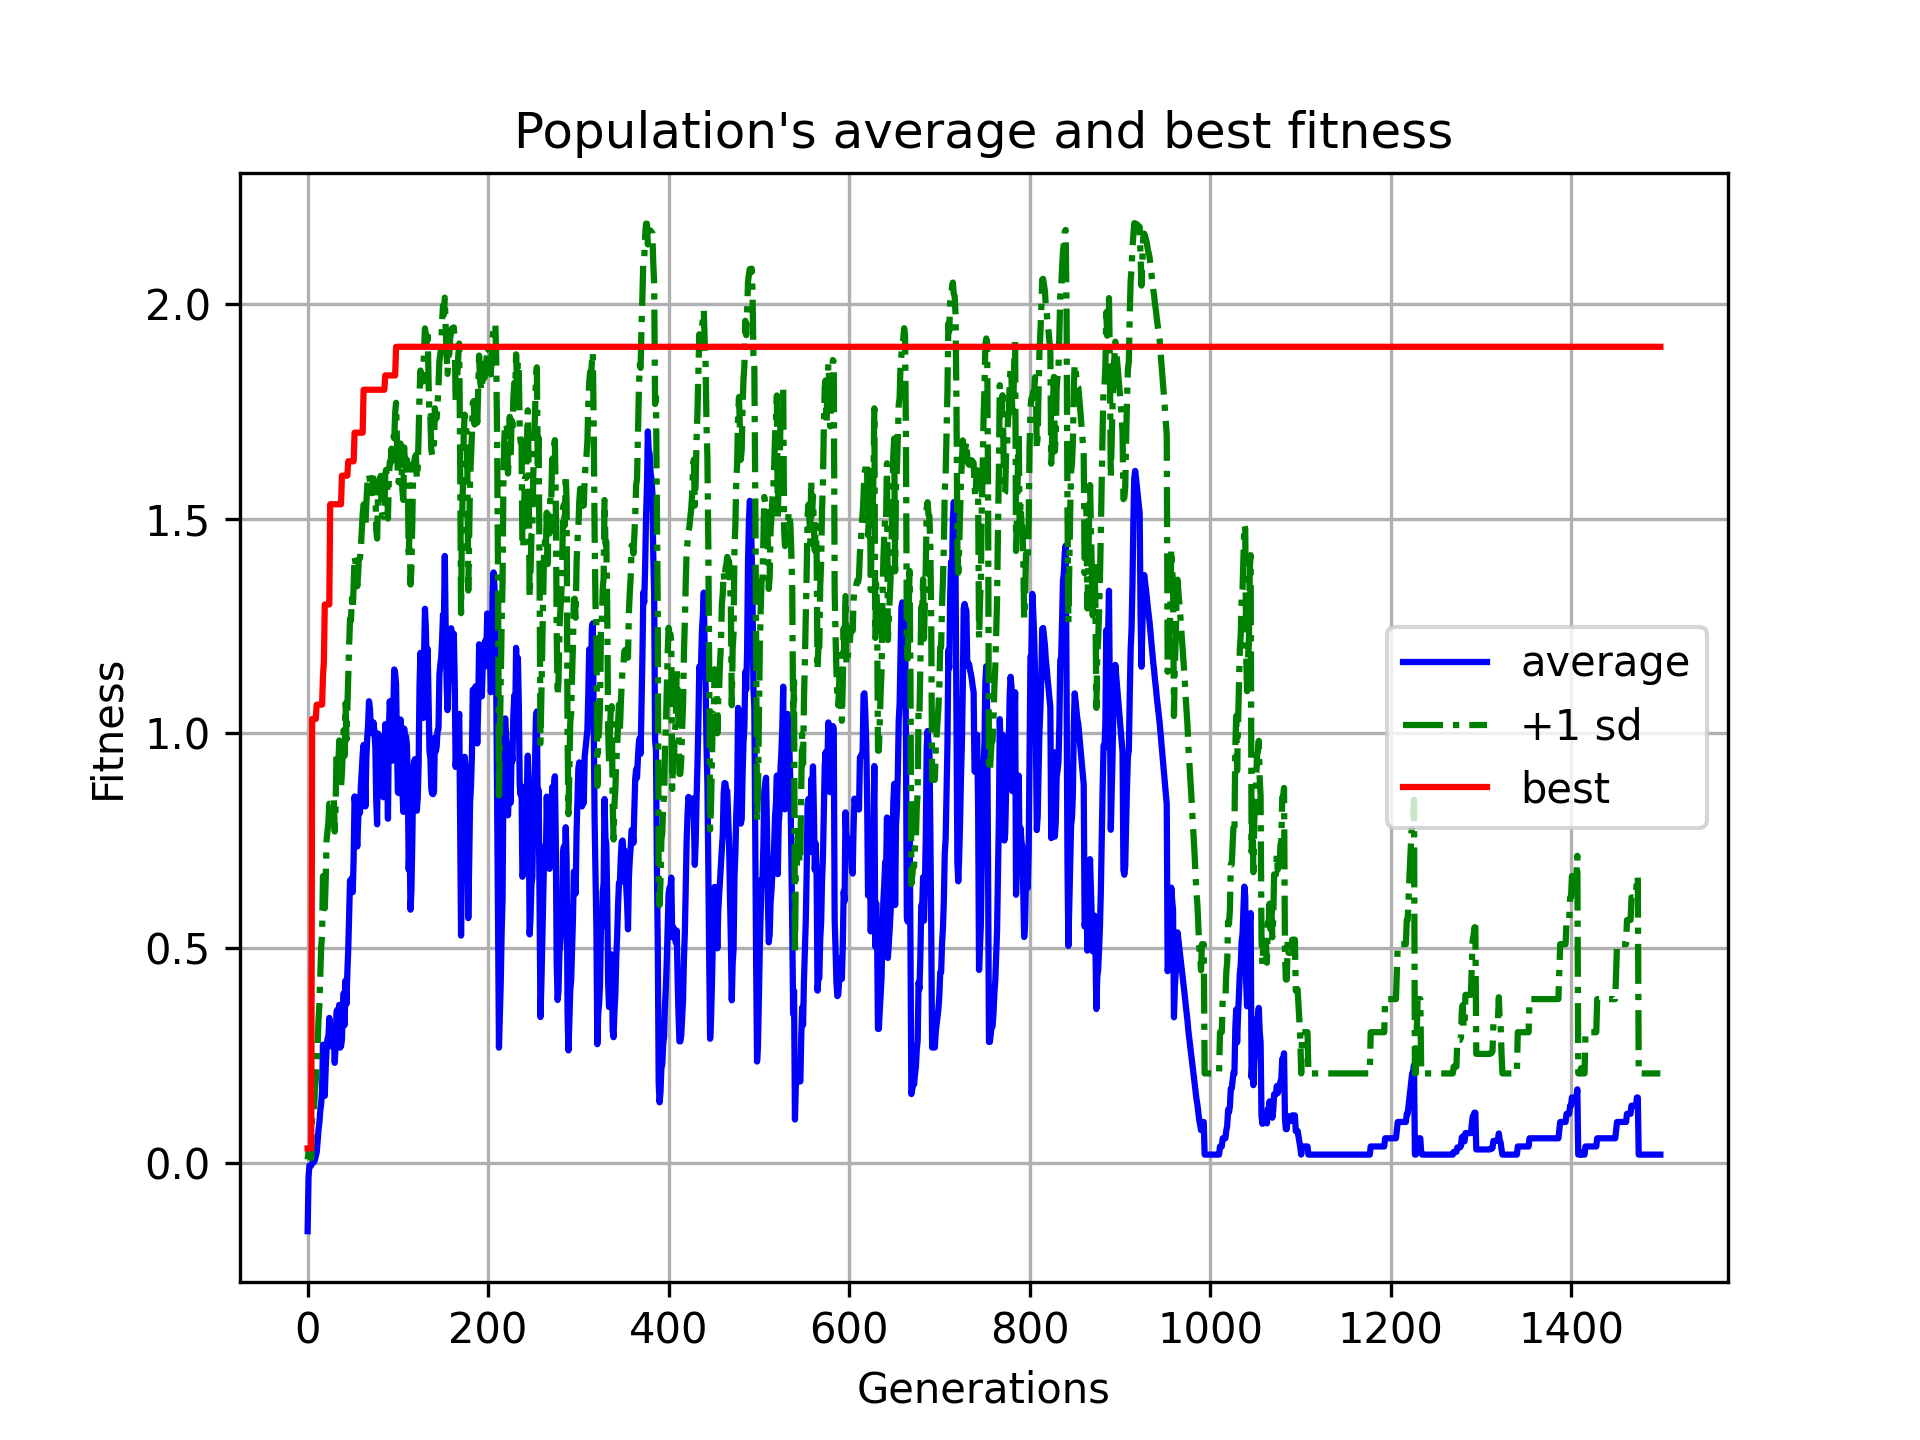 Population's average and best fitness
Fitness
2.0
1.5
1.0
0.5
0.0
average
+1 sd
best
0 200 400 600 800 1000 1200 1400
Generations